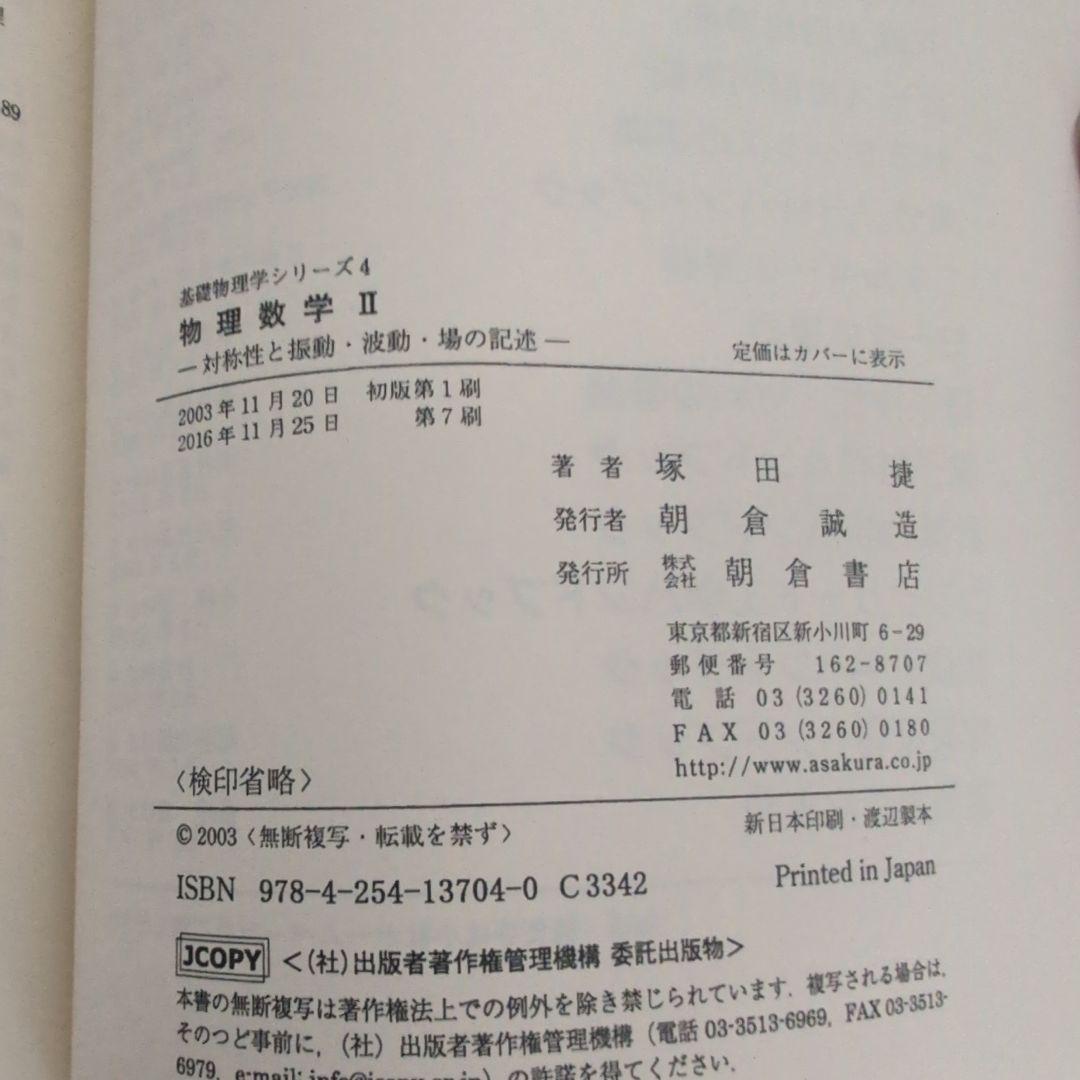 89
基礎物理学シリーズ4
物理数学 II
―対称性と振動・波動・場の記述―
定価はカバーに表示
2003年11月20日 初版第1刷
2016年11月25日 第7刷
著者 塚田 捷
発行者 朝倉誠造
発行所 株式会社 朝倉書店
東京都新宿区新小川町6-29
郵便番号 162-8707
電話 03(3260)0141
FAX 03(3260)0180
http://www.asakura.co.jp
〈検印省略〉
©2003〈無断複写・転載を禁ず〉
新日本印刷・渡辺製本
ISBN 978-4-254-13704-0 C3342
Printed in Japan
JCOPY <(社)出版者著作権管理機構 委託出版物>
本書の無断複写は著作権法上での例外を除き禁じられています．複写される場合は，
そのつど事前に，(社)出版者著作権管理機構（電話 03-3513-6969，FAX 03-3513-
6979，e-mail: info@jcopy.or.jp）の許諾を得てください．